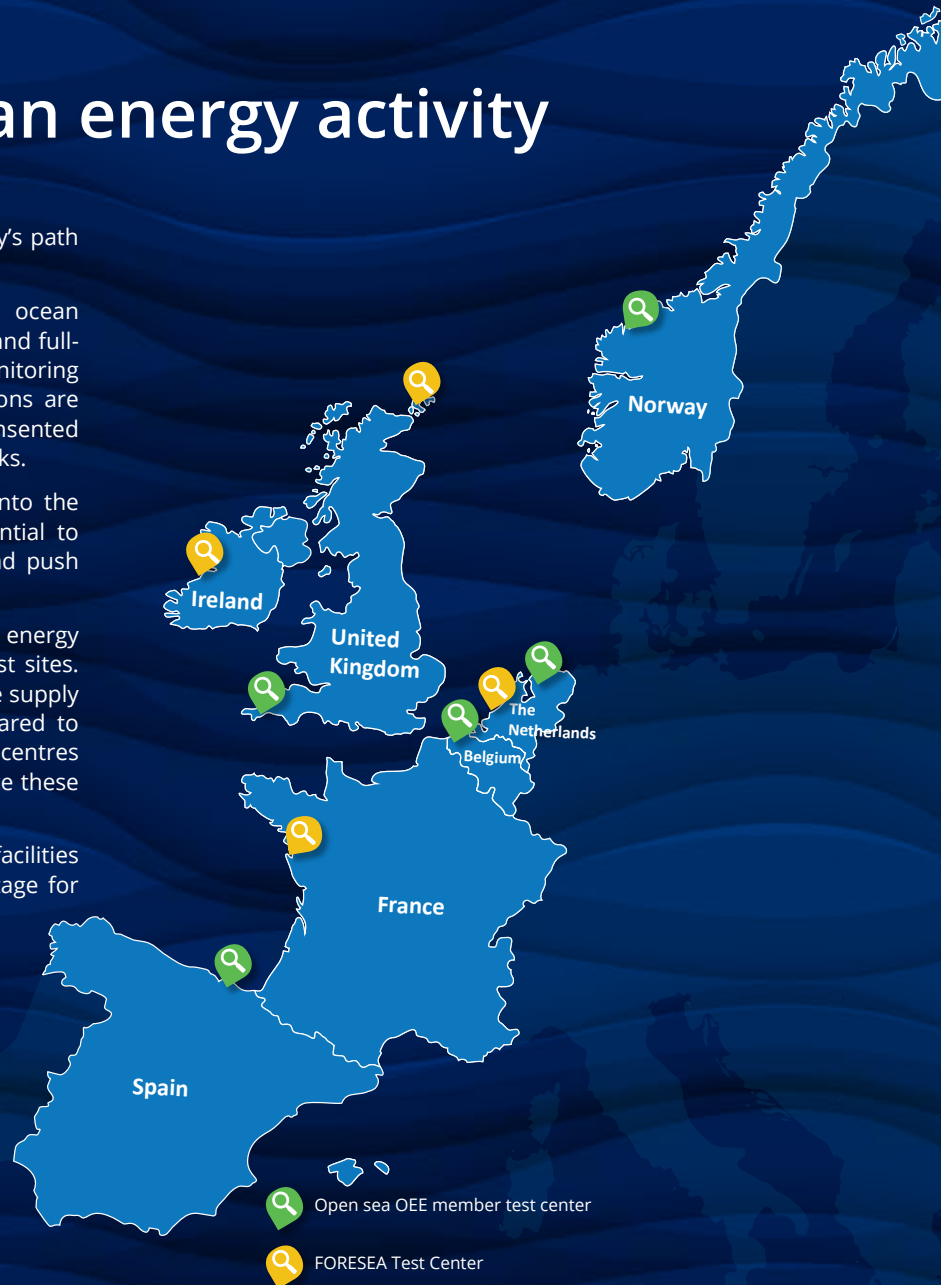 an energy activity
y's path
ocean
and full-
nitoring
ons are
nsented
ks.
nto the
ntial to
nd push
energy
st sites.
e supply
ared to
centres
e these
facilities
age for
Norway
Ireland
United
Kingdom
The
Netherlands
Belgium
France
Spain
Open sea OEE member test center
FORESEA Test Center